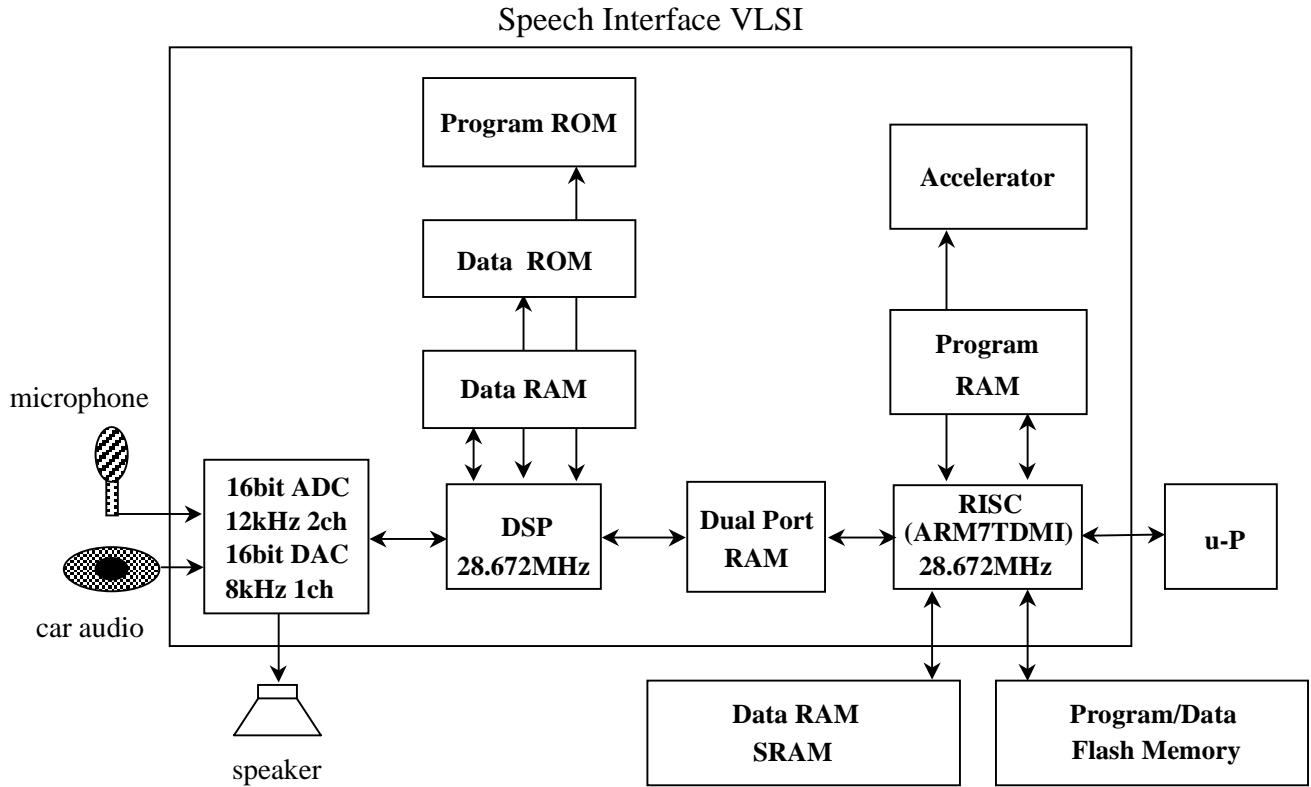 Speech Interface VLSI
Program ROM
Accelerator
Data ROM
Program
RAM
Data RAM
microphone
16bit ADC
12kHz 2ch
16bit DAC
8kHz 1ch
DSP
28.672MHz
Dual Port
RAM
RISC
(ARM7TDMI)
28.672MHz
u-P
car audio
speaker
Data RAM
SRAM
Program/Data
Flash Memory